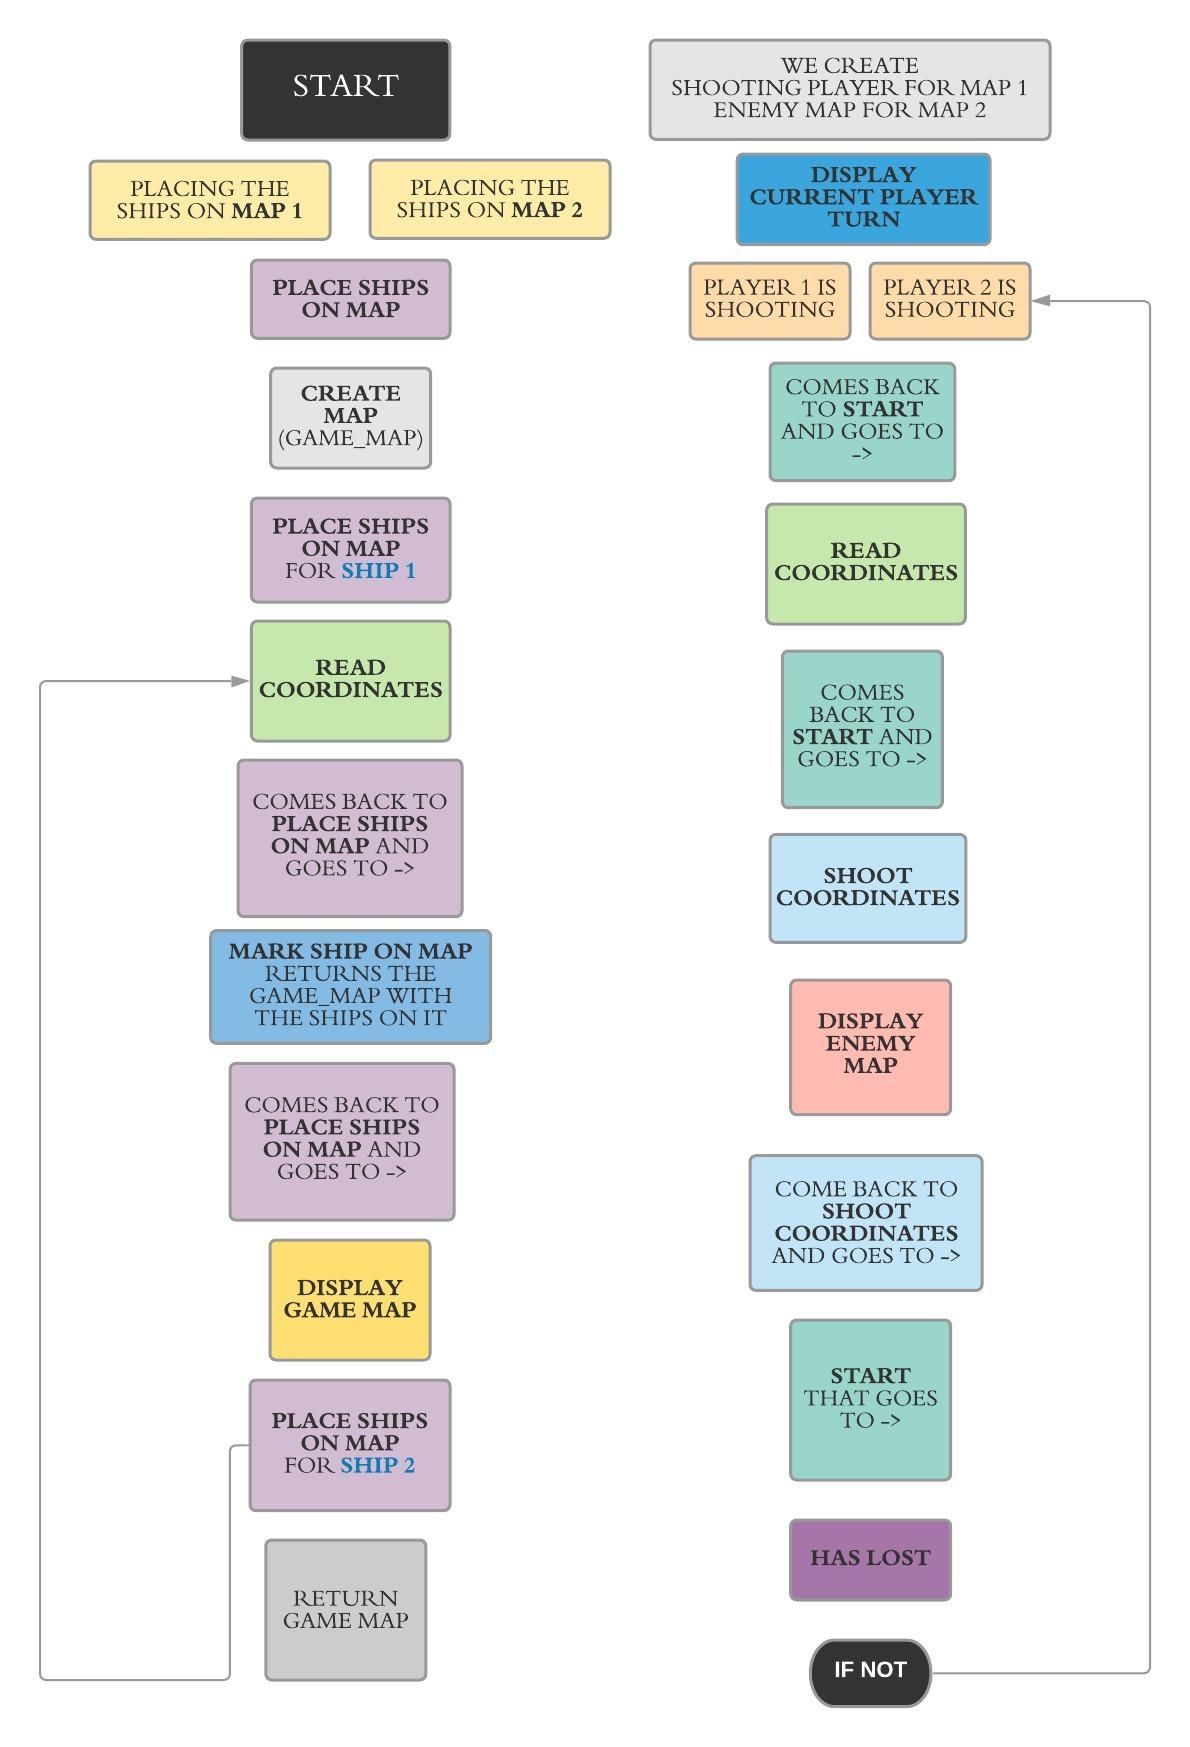 START
PLACING THE
SHIPS ON MAP 1
PLACING THE
SHIPS ON MAP 2
PLACE SHIPS
ON MAP
CREATE
MAP
(GAME_MAP)
PLACE SHIPS
ON MAP
FOR SHIP 1
READ
COORDINATES
COMES BACK TO
PLACE SHIPS
ON MAP AND
GOES TO ->
MARK SHIP ON MAP
RETURNS THE
GAME_MAP WITH
THE SHIPS ON IT
COMES BACK TO
PLACE SHIPS
ON MAP AND
GOES TO ->
DISPLAY
GAME MAP
PLACE SHIPS
ON MAP
FOR SHIP 2
RETURN
GAME MAP
WE CREATE
SHOOTING PLAYER FOR MAP 1
ENEMY MAP FOR MAP 2
DISPLAY
CURRENT PLAYER
TURN
PLAYER 1 IS
SHOOTING
PLAYER 2 IS
SHOOTING
COMES BACK
TO START
AND GOES TO
->
READ
COORDINATES
COMES
BACK TO
START AND
GOES TO ->
SHOOT
COORDINATES
DISPLAY
ENEMY
MAP
COME BACK TO
SHOOT
COORDINATES
AND GOES TO ->
START
THAT GOES
TO ->
HAS LOST
IF NOT